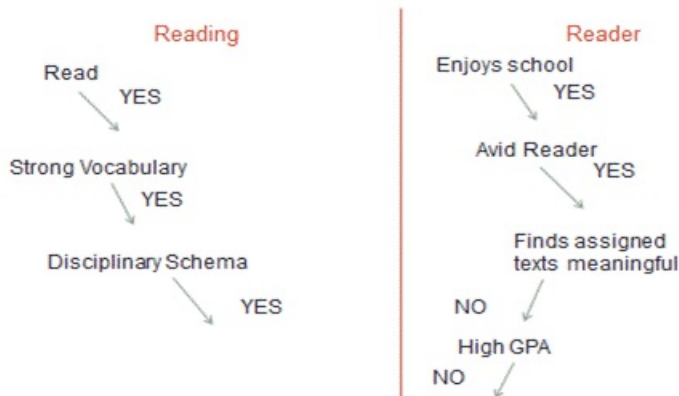 Reading
Read
YES
Strong Vocabulary
YES
Disciplinary Schema
YES
Reader
Enjoys school
YES
Avid Reader
YES
Finds assigned
texts meaningful
NO
High GPA
NO